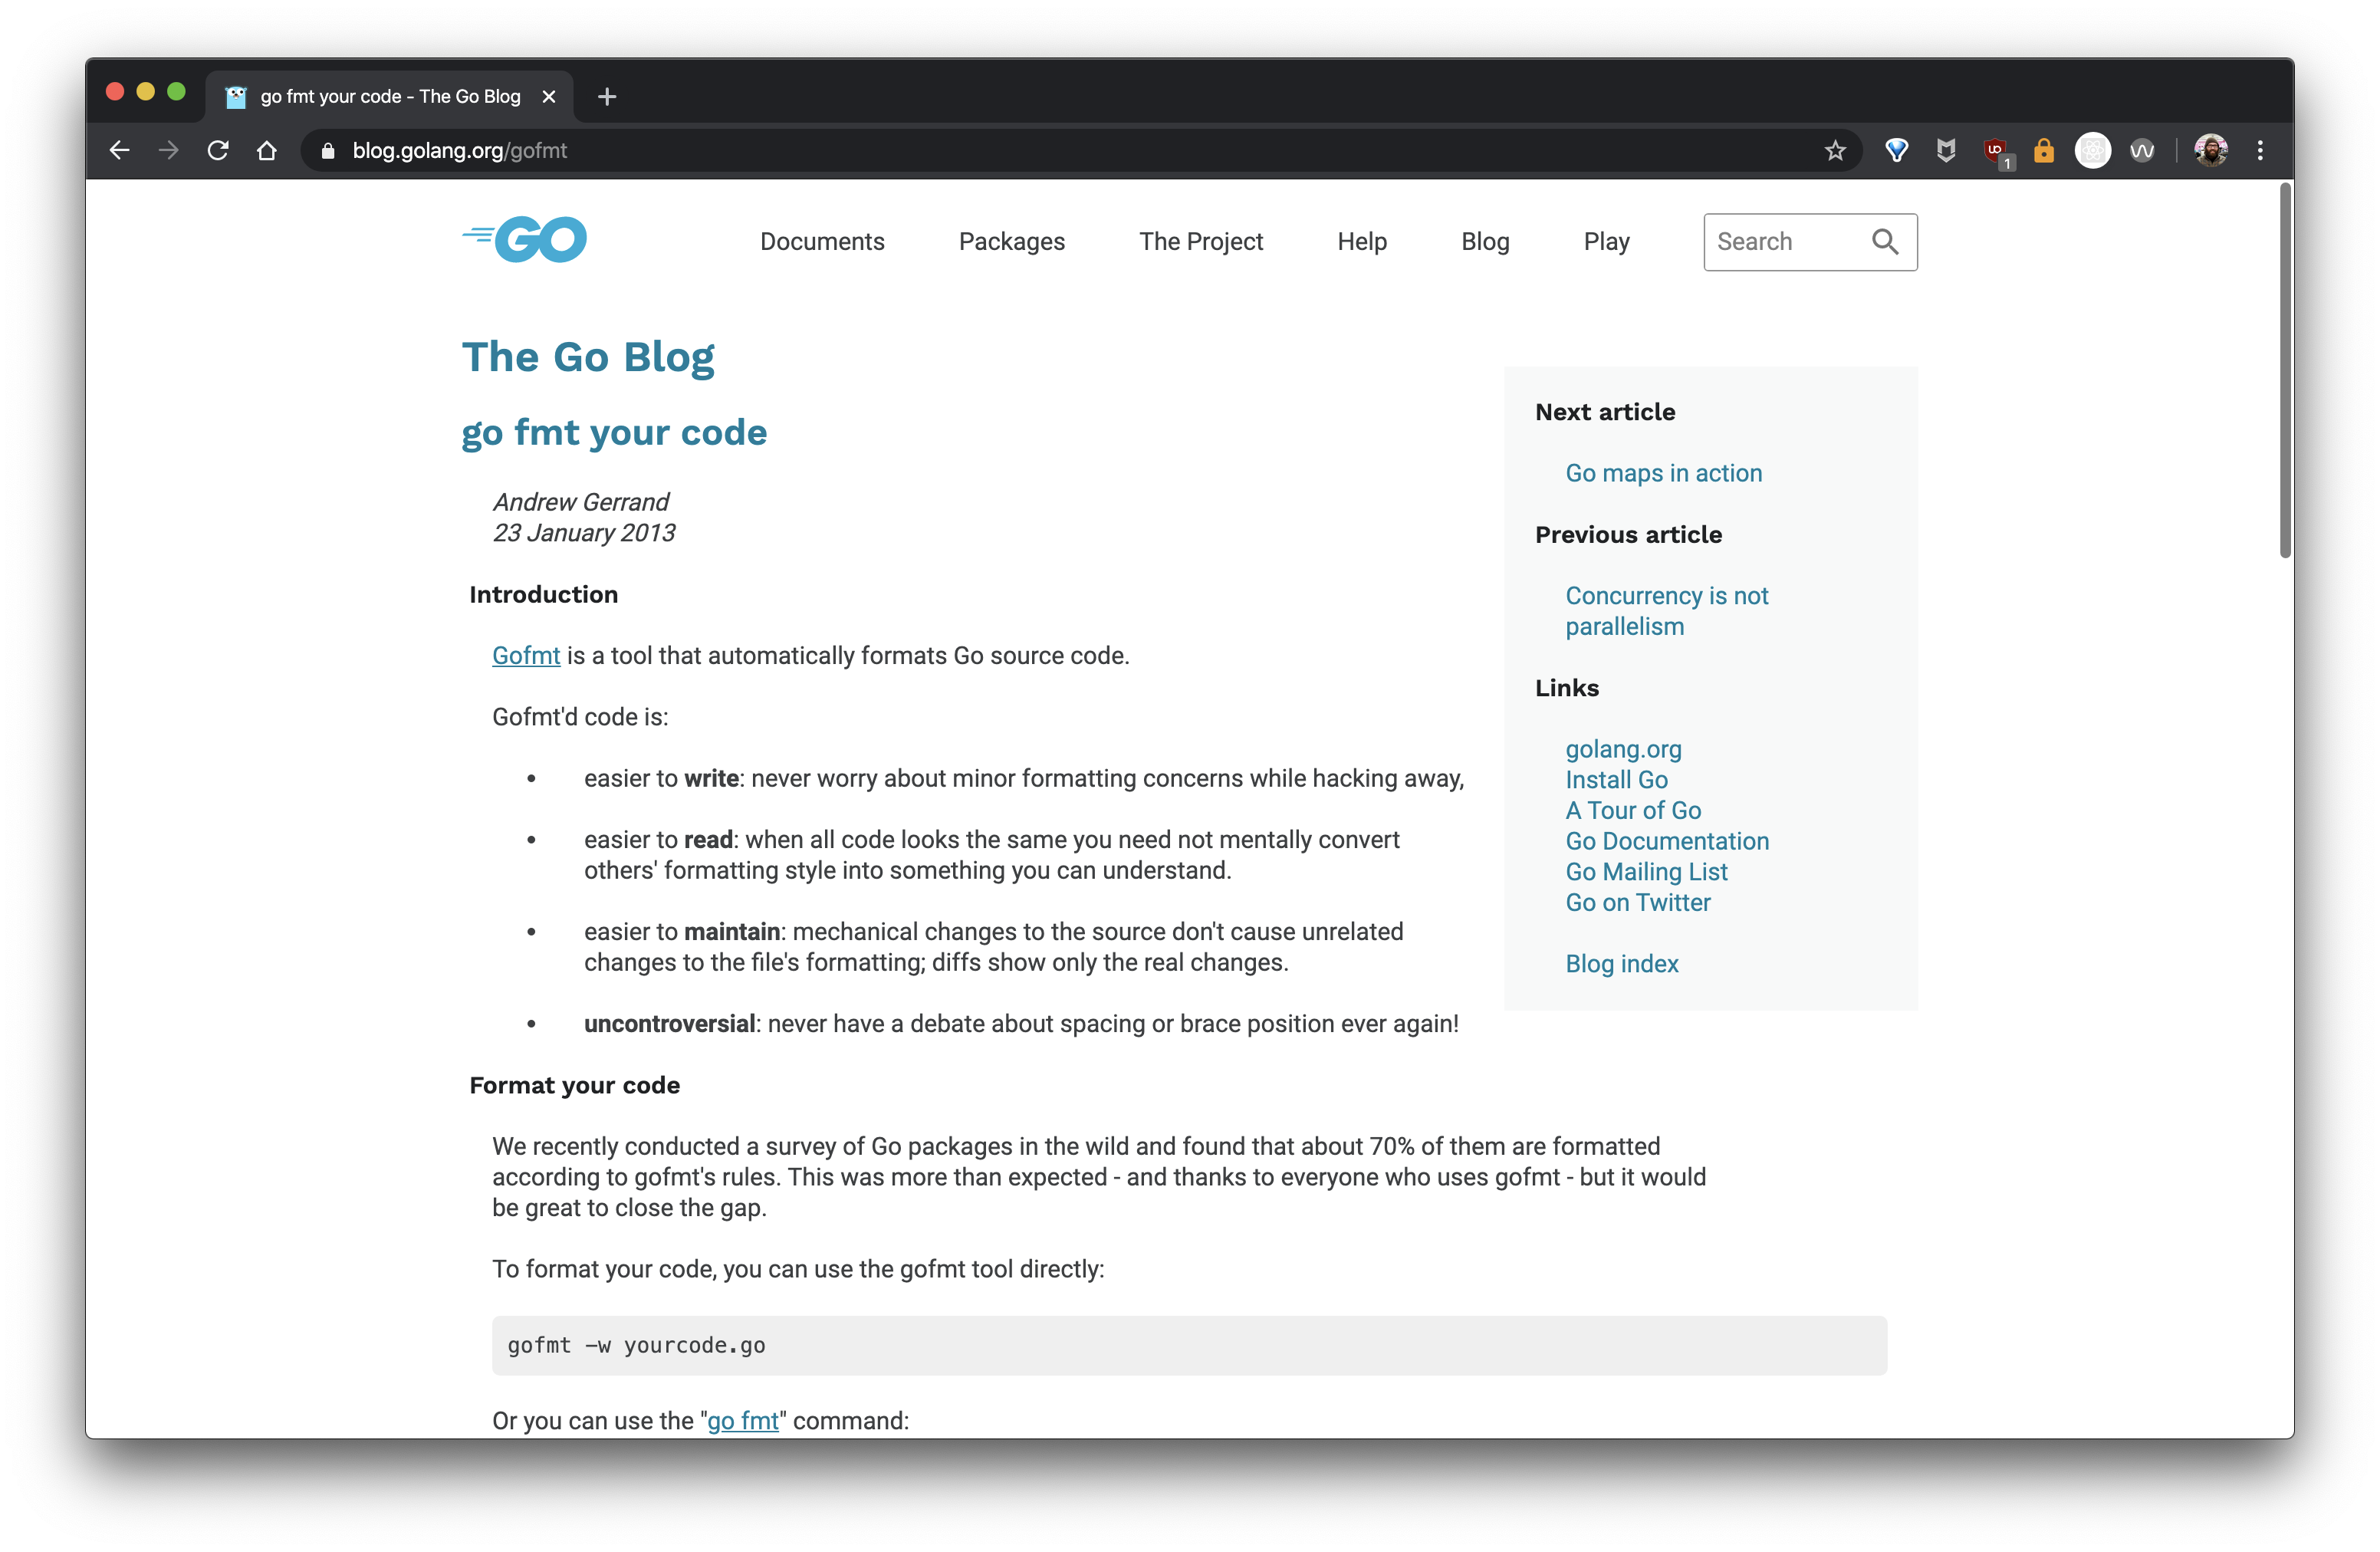 go fmt your code - The Go Blog
blog.golang.org/gofmt
1
GO
Documents Packages The Project Help Blog Play Search
The Go Blog
go fmt your code
Andrew Gerrand
23 January 2013
Introduction
Gofmt is a tool that automatically formats Go source code.
Gofmt'd code is:
• easier to write: never worry about minor formatting concerns while hacking away,
• easier to read: when all code looks the same you need not mentally convert
others' formatting style into something you can understand.
• easier to maintain: mechanical changes to the source don't cause unrelated
changes to the file's formatting; diffs show only the real changes.
• uncontroversial: never have a debate about spacing or brace position ever again!
Next article
Go maps in action
Previous article
Concurrency is not
parallelism
Links
golang.org
Install Go
A Tour of Go
Go Documentation
Go Mailing List
Go on Twitter
Blog index
Format your code
We recently conducted a survey of Go packages in the wild and found that about 70% of them are formatted
according to gofmt's rules. This was more than expected - and thanks to everyone who uses gofmt - but it would
be great to close the gap.
To format your code, you can use the gofmt tool directly:
gofmt -w yourcode.go
Or you can use the "go fmt" command: